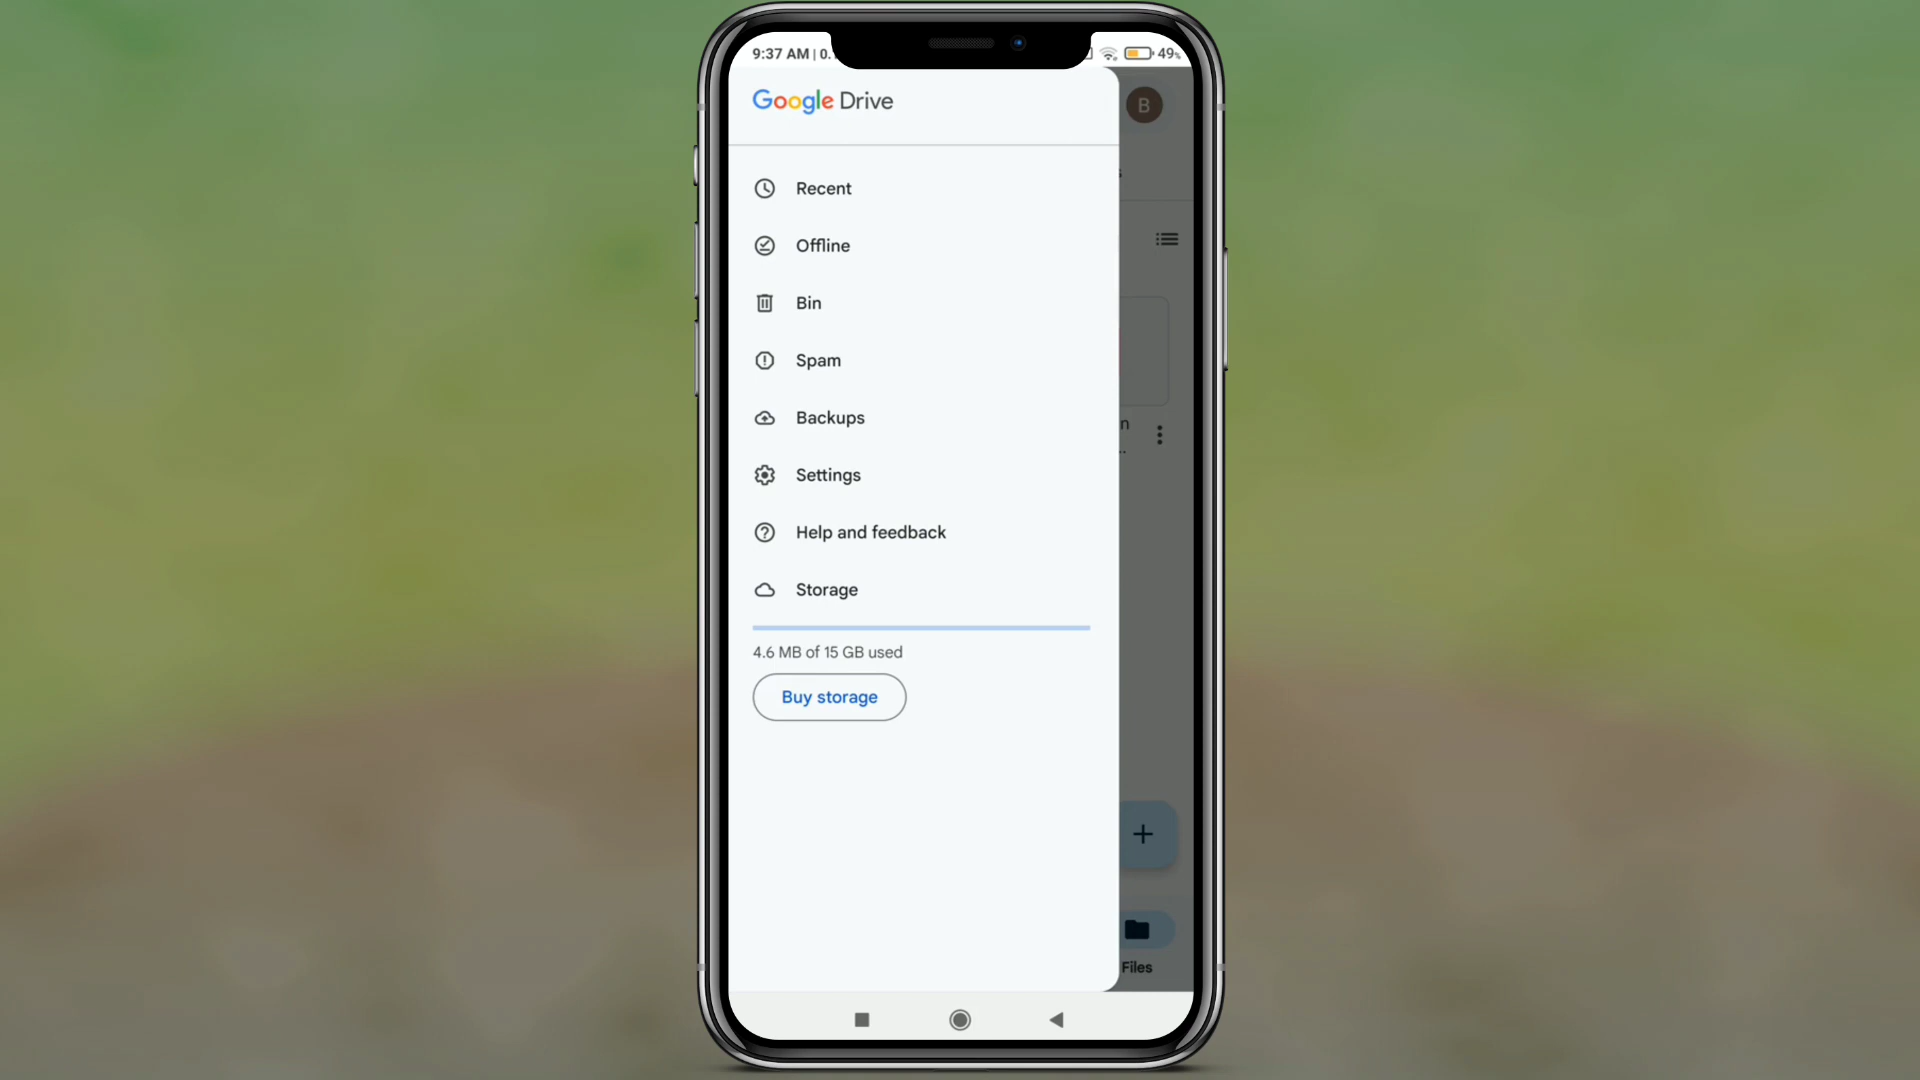 9:37 AM | 0.
49%
Google Drive
B
Recent
Offline
Bin
Spam
Backups
Settings
Help and feedback
Storage
4.6 MB of 15 GB used
Buy storage
n
..
Files